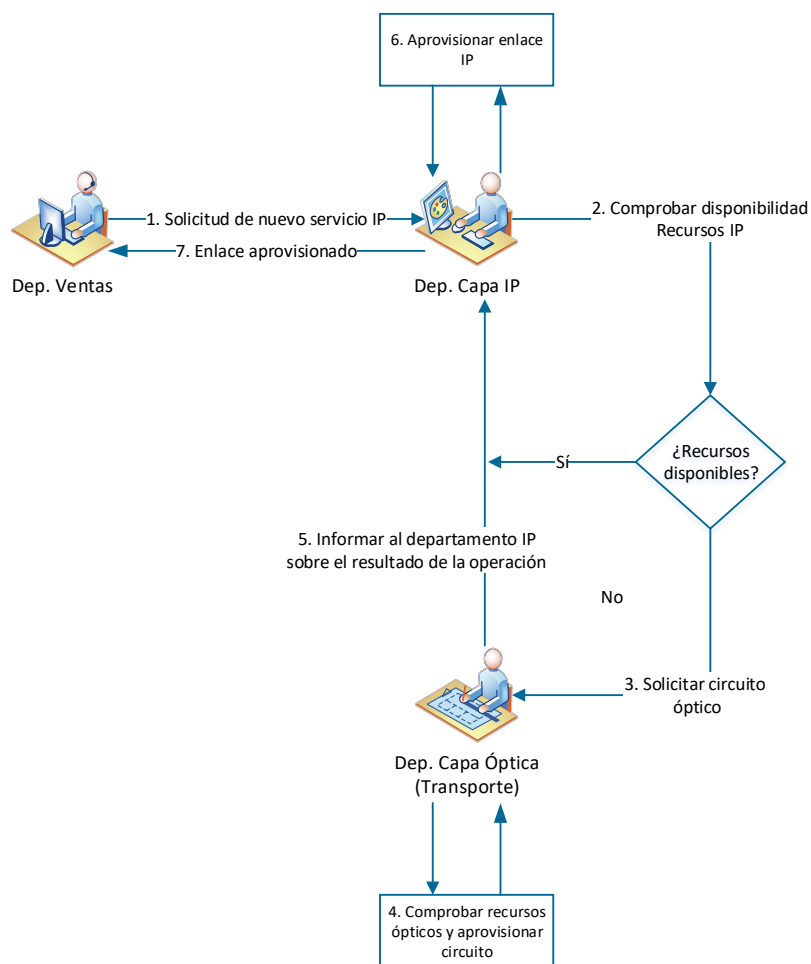 6. Aprovisionar enlace
IP
1. Solicitud de nuevo servicio IP
7. Enlace aprovisionado
2. Comprobar disponibilidad
Recursos IP
Dep. Ventas
Dep. Capa IP
¿Recursos
disponibles?
Sí
5. Informar al departamento IP
sobre el resultado de la operación
No
3. Solicitar circuito
óptico
Dep. Capa Óptica
(Transporte)
4. Comprobar recursos
ópticos y aprovisionar
circuito